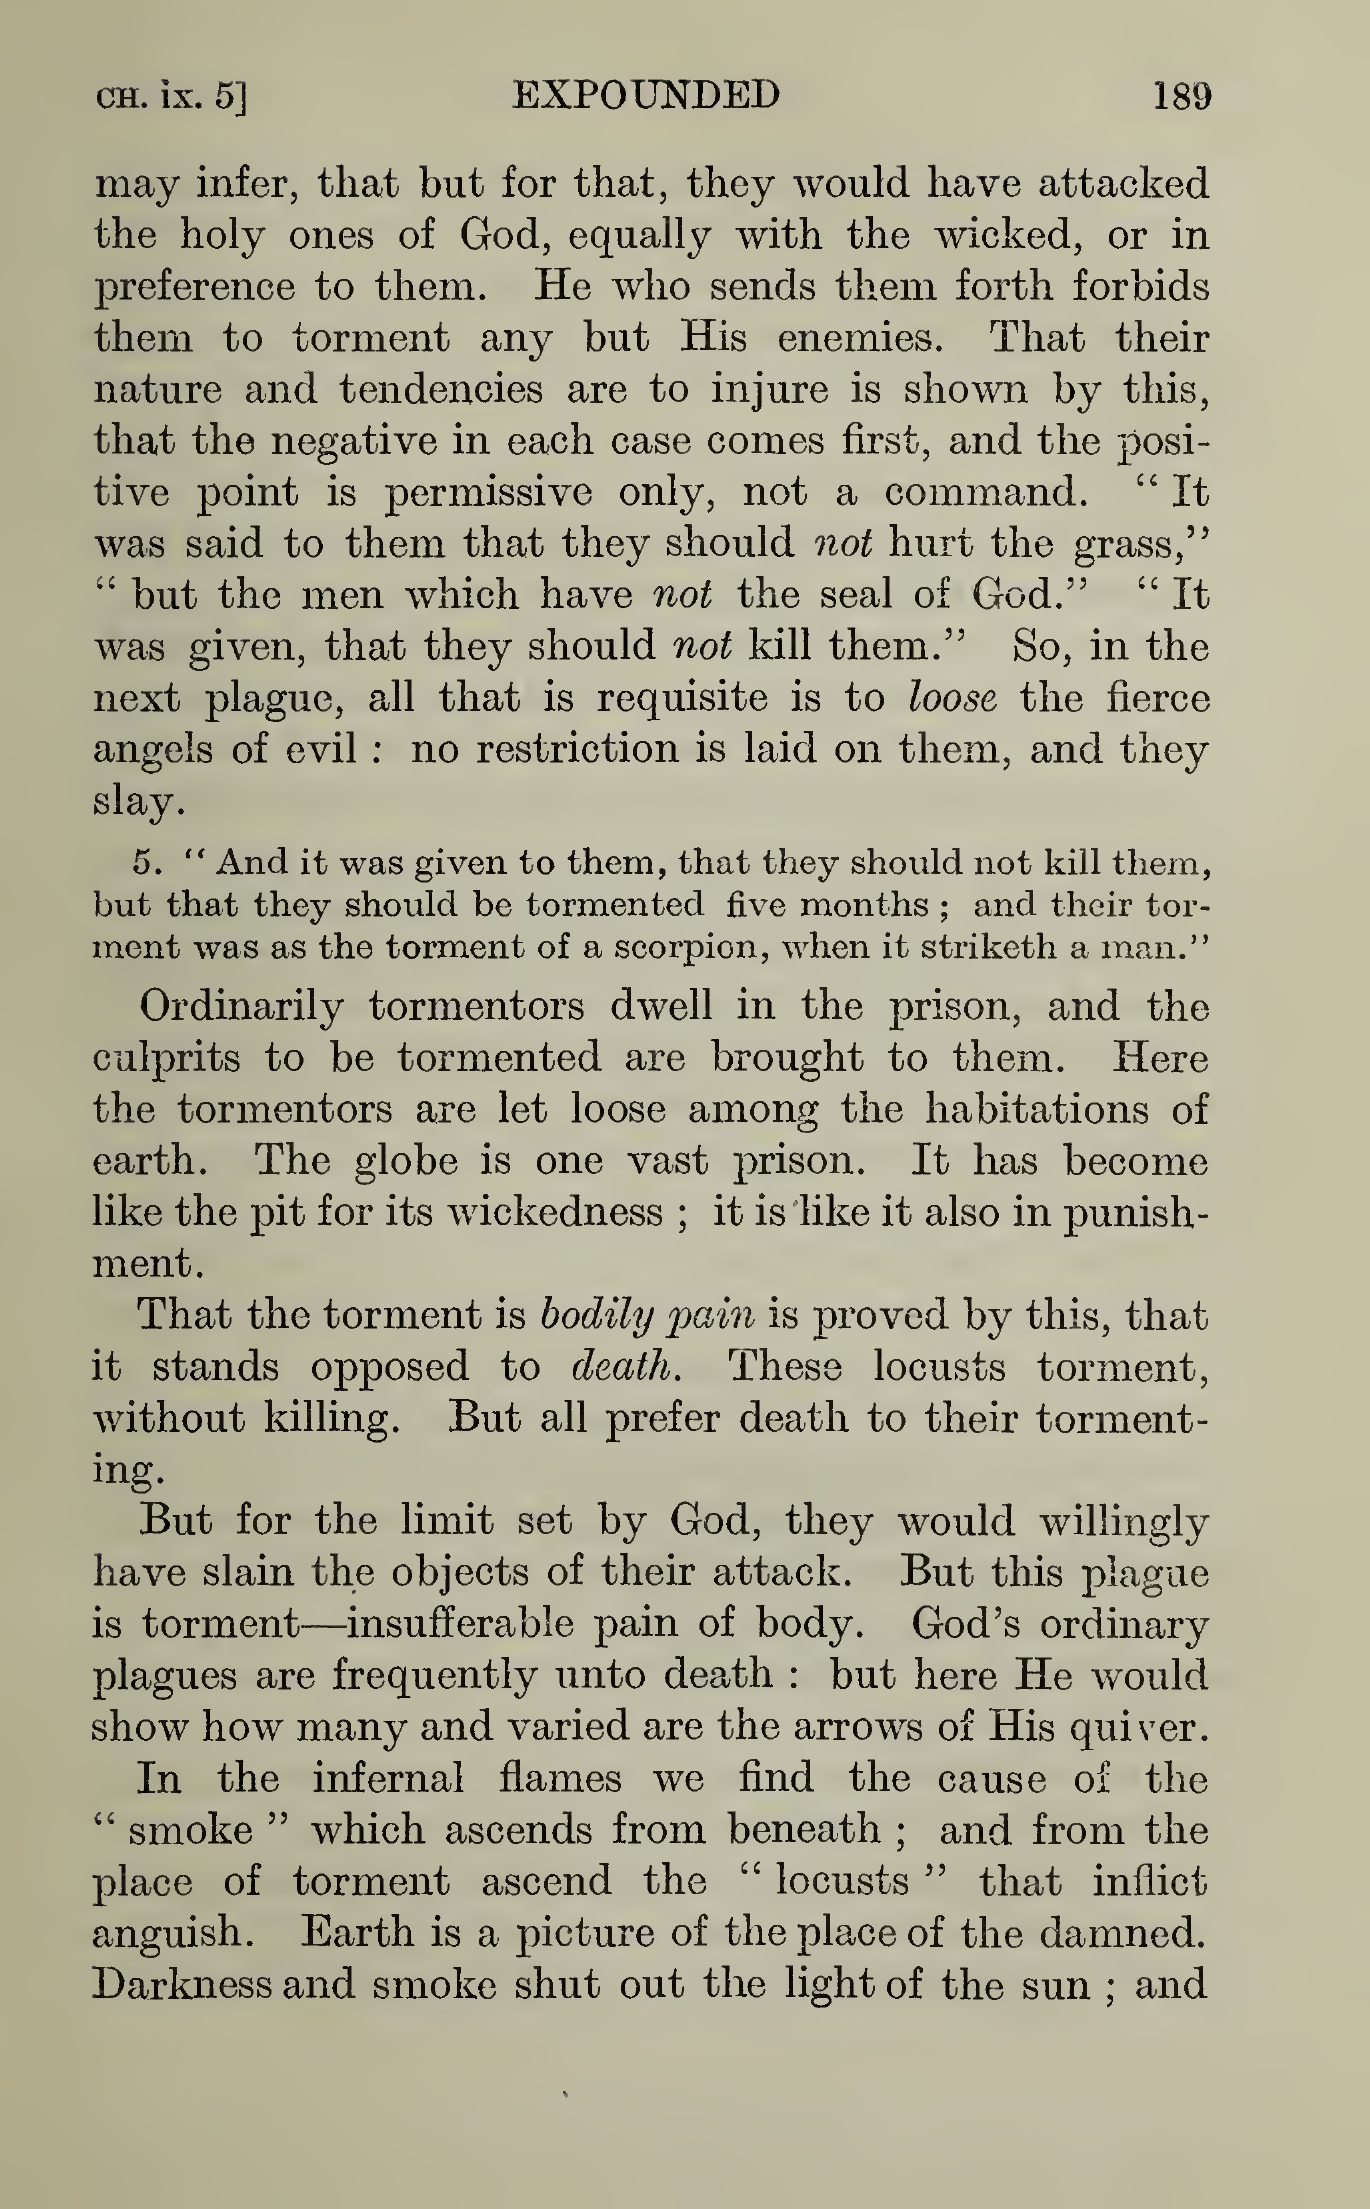 CH. ix. 5] EXPOUNDED 189
may infer, that but for that, they would have attacked
the holy ones of God, equally with the wicked, or in
preference to them. He who sends them forth forbids
them to torment any but His enemies. That their
nature and tendencies are to injure is shown by this,
that the negative in each case comes first, and the posi-
tive point is permissive only, not a command. “ It
was said to them that they should not hurt the grass,”
“ but the men which have not the seal of God.” “ It
was given, that they should not kill them.” So, in the
next plague, all that is requisite is to loose the fierce
angels of evil : no restriction is laid on them, and they
slay.
5. “ And it was given to them, that they should not kill them,
but that they should be tormented five months ; and their tor-
ment was as the torment of a scorpion, when it striketh a man.”
Ordinarily tormentors dwell in the prison, and the
culprits to be tormented are brought to them. Here
the tormentors are let loose among the habitations of
earth. The globe is one vast prison. It has become
like the pit for its wickedness ; it is like it also in punish-
ment.
That the torment is bodily pain is proved by this, that
it stands opposed to death. These locusts torment,
without killing. But all prefer death to their torment-
ing.
But for the limit set by God, they would willingly
have slain the objects of their attack. But this plague
is torment—insufferable pain of body. God’s ordinary
plagues are frequently unto death : but here He would
show how many and varied are the arrows of His quiver.
In the infernal flames we find the cause of the
“ smoke ” which ascends from beneath ; and from the
place of torment ascend the “ locusts ” that inflict
anguish. Earth is a picture of the place of the damned.
Darkness and smoke shut out the light of the sun ; and